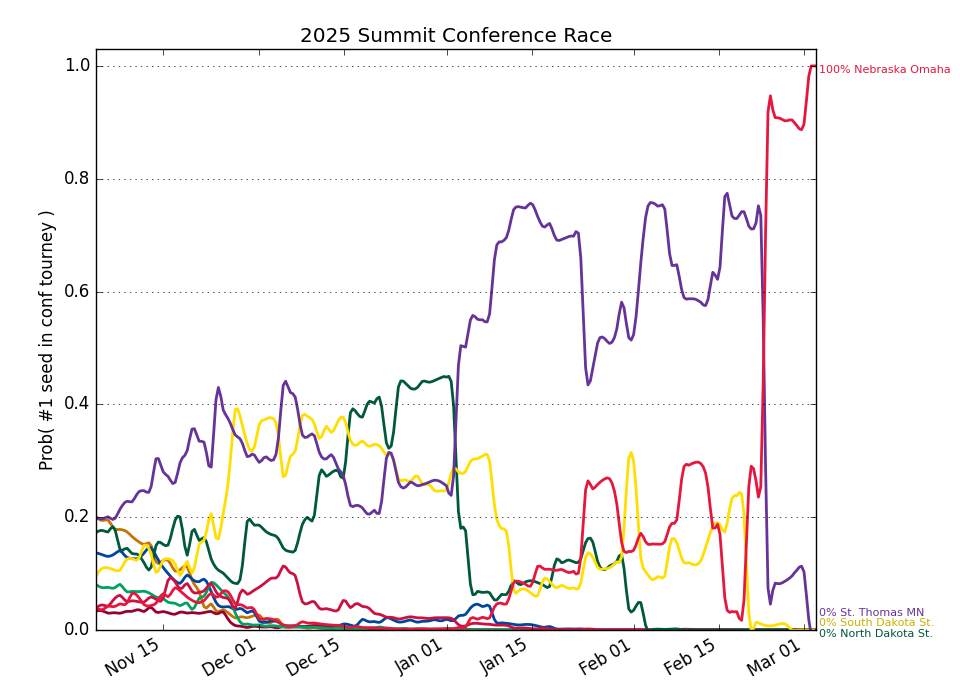 2025 Summit Conference Race
Prob( #1 seed in conf tourney )
1.0
0.8
0.6
0.4
0.2
0.0
Nov 15
Dec 01
Dec 15
Jan 01
Jan 15
Feb 01
Feb 15
Mar 01
100% Nebraska Omaha
0% St. Thomas MN
0% South Dakota St.
0% North Dakota St.